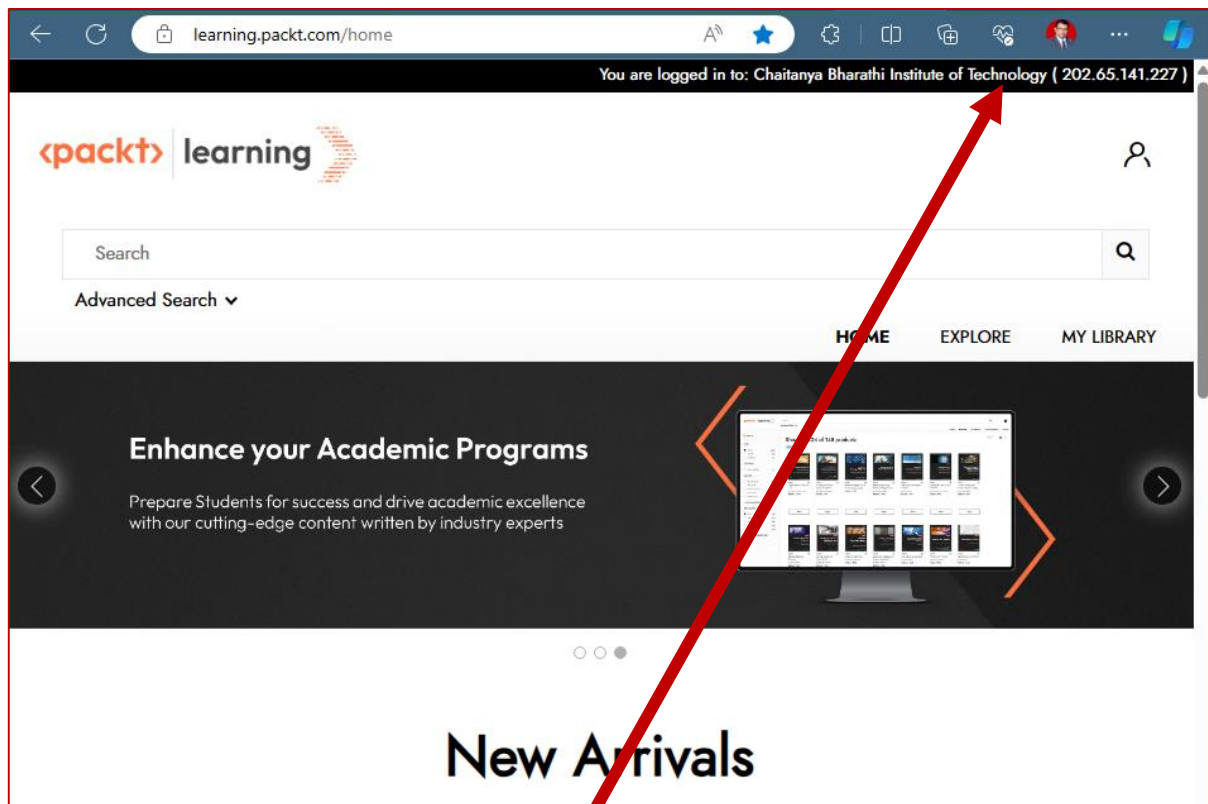 learning.packt.com/home
You are logged in to: Chaitanya Bharathi Institute of Technology ( 202.65.141.227 )
<packt> learning
Search
Advanced Search
HOME EXPLORE MY LIBRARY
Enhance your Academic Programs
Prepare Students for success and drive academic excellence
with our cutting-edge content written by industry experts
New Arrivals